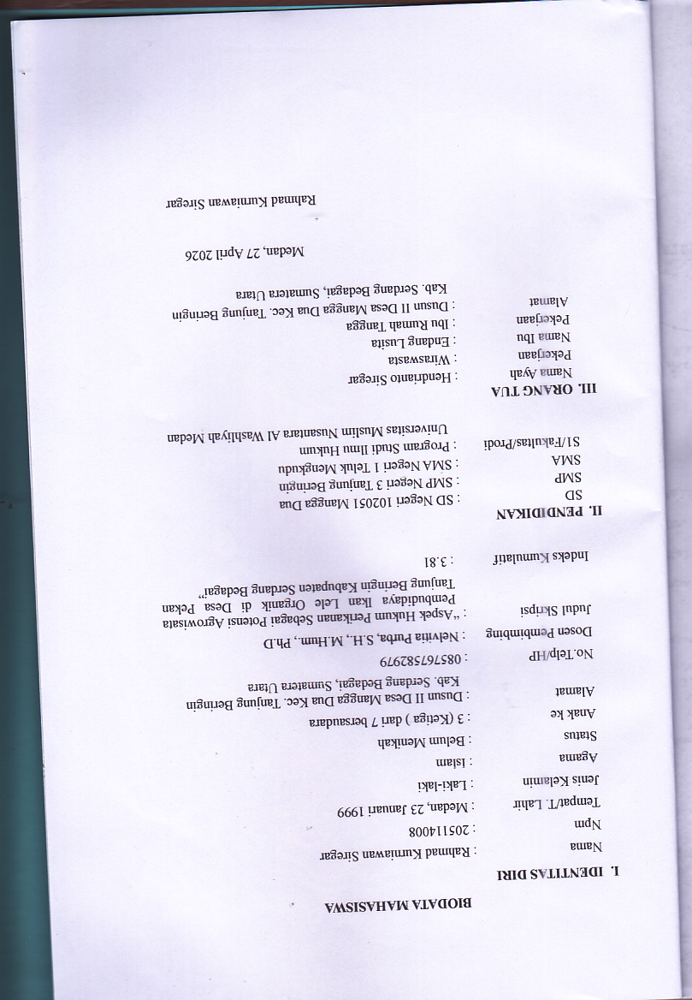 BIODATA MAHASISWA
I. IDENTITAS DIRI
Nama : Rahmad Kurniawan Siregar
Npm : 205114008
Tempat/T. Lahir : Medan, 23 Januari 1999
Jenis Kelamin : Laki-laki
Agama : Islam
Status : Belum Menikah
Anak ke : 3 (Ketiga ) dari 7 bersaudara
Alamat : Dusun II Desa Mangga Dua Kec. Tanjung Beringin
Kab. Serdang Bedagai, Sumatera Utara
No.Telp/HP : 085767582979
Dosen Pembimbing : Nelvitia Purba, S.H., M.Hum., Ph.D
Judul Skripsi : “Aspek Hukum Perikanan Sebagai Potensi Agrowisata
Pembudidaya Ikan Lele Organik di Desa Pekan
Tanjung Beringin Kabupaten Serdang Bedagai”
Indeks Kumulatif : 3.81
II. PENDIDIKAN
SD : SD Negeri 102051 Mangga Dua
SMP : SMP Negeri 3 Tanjung Beringin
SMA : SMA Negeri 1 Teluk Mengkudu
S1/Fakultas/Prodi : Program Studi Ilmu Hukum
Universitas Muslim Nusantara Al Washliyah Medan
III. ORANG TUA
Nama Ayah : Hendrianto Siregar
Pekerjaan : Wiraswasta
Nama Ibu : Endang Lusita
Pekerjaan : Ibu Rumah Tangga
Alamat : Dusun II Desa Mangga Dua Kec. Tanjung Beringin
Kab. Serdang Bedagai, Sumatera Utara
Medan, 27 April 2026
Rahmad Kurniawan Siregar